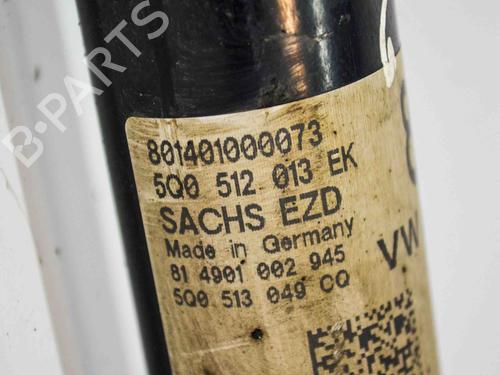 B-PARTS
801401000073
5Q0 512 013 EK
SACHS EZD
Made in Germany
81 4901 002 945
5Q0 513 049 CQ
VW